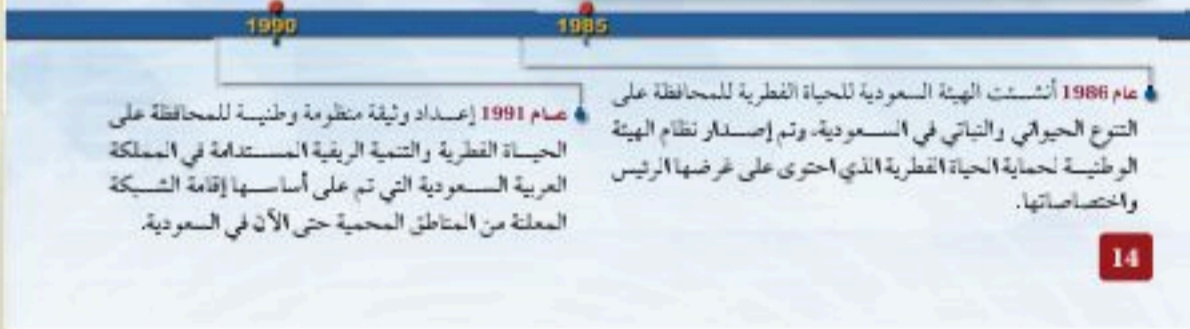 1985
1990
عام 1986 أنشئت الهيئة السعودية للحياة الفطرية للمحافظة على
التنوع الحيواني والنباتي في السعودية، وتم إصدار نظام الهيئة
الوطنية لحماية الحياة الفطرية الذي احتوى على غرضها الرئيس
واختصاصاتها.
عام 1991 إعداد وثيقة منظومة وطنية للمحافظة على
الحياة الفطرية والتنمية الريفية المستدامة في المملكة
العربية السعودية التي تم على أساسها إقامة الشبكة
المعلنة من المناطق المحمية حتى الآن في السعودية.
14